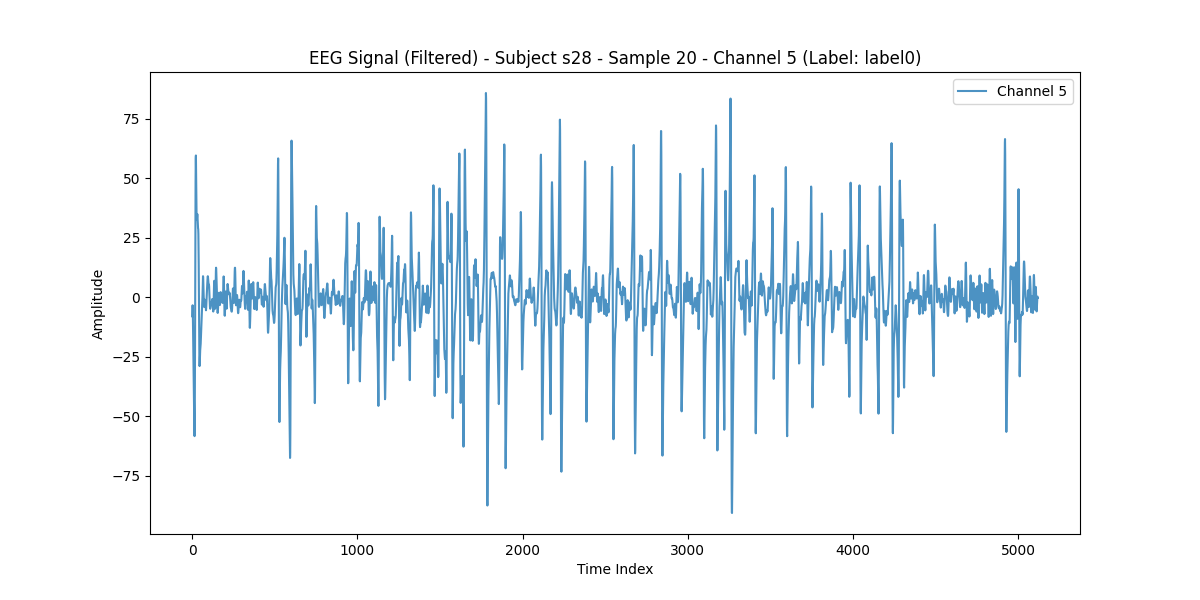 EEG Signal (Filtered) - Subject s28 - Sample 20 - Channel 5 (Label: label0)
Channel 5
75
50
25
0
−25
−50
−75
Amplitude
0 1000 2000 3000 4000 5000
Time Index